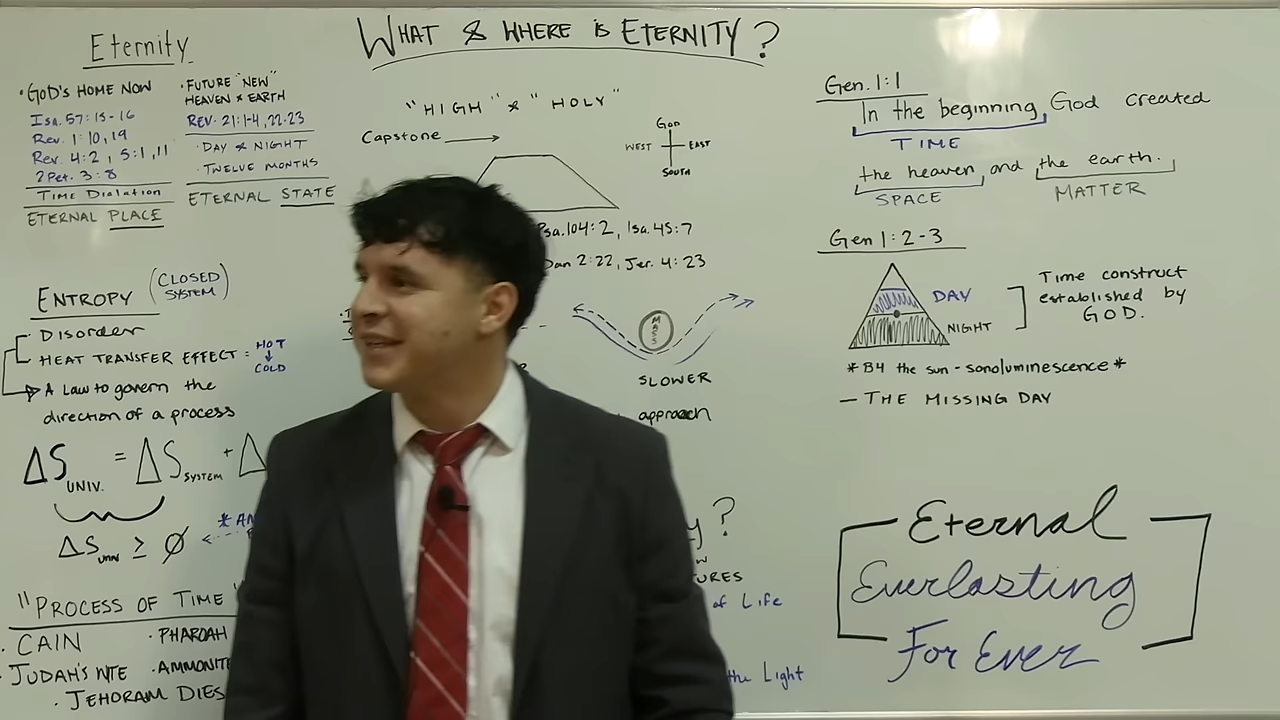 WHAT & WHERE IS ETERNITY?
Eternity
· GOD'S HOME NOW
Isa. 57:15-16
Rev. 1:10, 19
Rev. 4:2, 5:1, 11
2 Pet. 3:8
TIME DIALATION
ETERNAL PLACE
· FUTURE "NEW"
HEAVEN & EARTH
REV. 21:1-4, 22-23
· DAY & NIGHT
· TWELVE MONTHS
ETERNAL STATE
ENTROPY (CLOSED
SYSTEM)
· Disorder
· HEAT TRANSFER EFFECT = HOT
↓
COLD
A LAW to govern the
direction of a process
ΔS UNIV. = ΔS SYSTEM + Δ
ΔS UNIV ≥ Ø
"PROCESS OF TIME"
· CAIN
· PHAROAH
· JUDAH'S WIFE
· AMMONITE
· JEHORAM DIES
"HIGH" & "HOLY"
Capstone →
GOD
WEST
EAST
SOUTH
Psa. 104:2, Isa. 45:7
Dan 2:22, Jer. 4:23
MASS
SLOWER
approach
?
URES
of Life
the Light
Gen. 1:1
In the beginning, God created
TIME
the heaven, and the earth.
SPACE
MATTER
Gen 1:2-3
DAY
NIGHT
Time construct
established by
GOD.
* B4 the sun - sonoluminescence *
— THE MISSING DAY
Eternal
Everlasting
For Ever